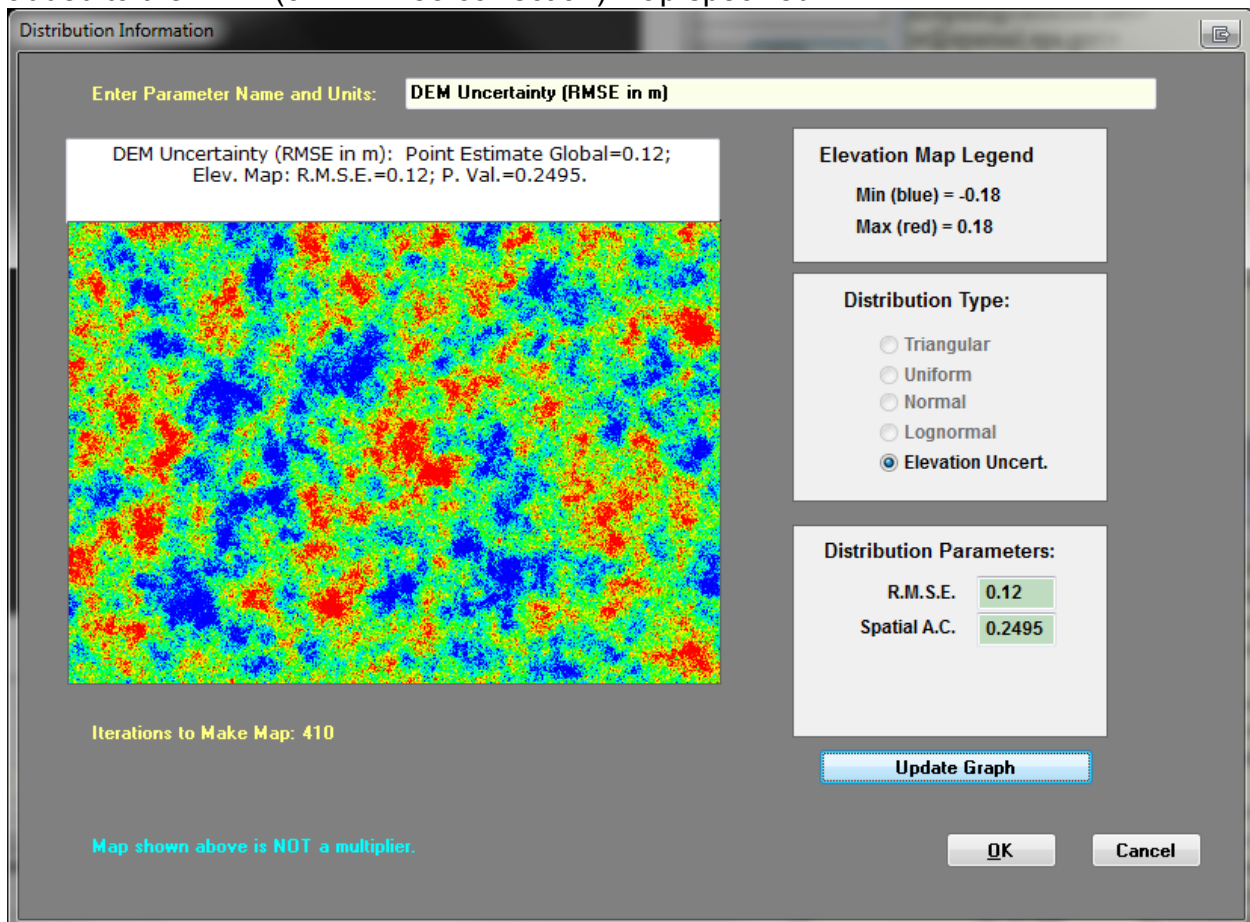 Distribution Information
Enter Parameter Name and Units: DEM Uncertainty (RMSE in m)
DEM Uncertainty (RMSE in m): Point Estimate Global=0.12;
Elev. Map: R.M.S.E.=0.12; P. Val.=0.2495.
Elevation Map Legend
Min (blue) = -0.18
Max (red) = 0.18
Distribution Type:
Triangular
Uniform
Normal
Lognormal
Elevation Uncert.
Distribution Parameters:
R.M.S.E. 0.12
Spatial A.C. 0.2495
Iterations to Make Map: 410
Update Graph
Map shown above is NOT a multiplier.
OK Cancel